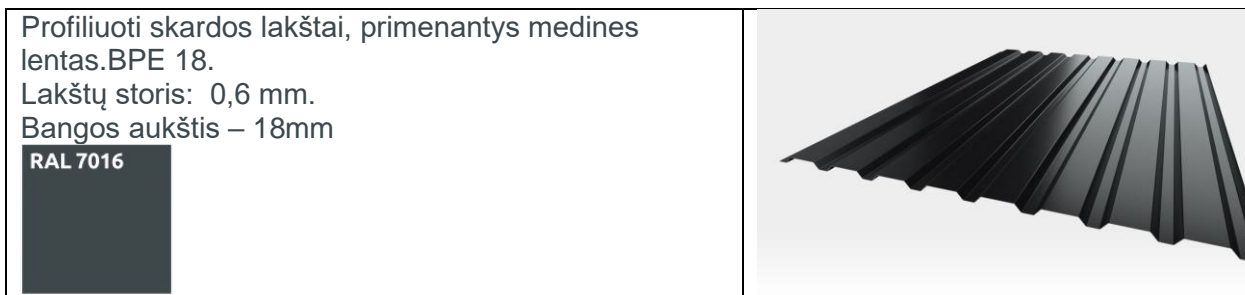 Profiliuoti skardos lakštai, primenantys medines
lentas.BPE 18.
Lakštų storis:  0,6 mm.
Bangos aukštis – 18mm
RAL 7016